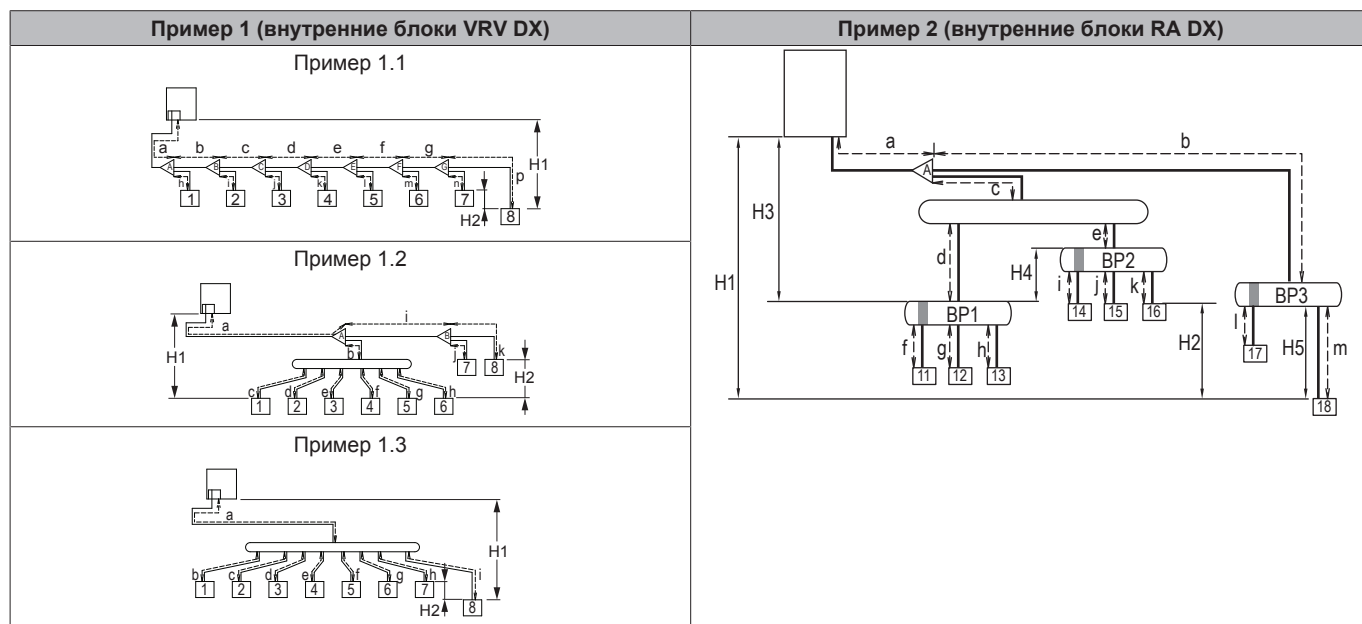 Пример 1 (внутренние блоки VRV DX)
Пример 2 (внутренние блоки RA DX)
Пример 1.1
a b c d e f g
A B C D E F G
h i j k l m n p
1 2 3 4 5 6 7 8
H1
H2
Пример 1.2
a i
A B
b j k
7 8
c d e f g h
1 2 3 4 5 6
H1
H2
Пример 1.3
a
b c d e f g h i
1 2 3 4 5 6 7 8
H1
H2
a b
A
c
H3
d e
BP2
H4
H1
i j k
BP3
BP1
14 15 16
l
H5
m
H2
f g h
17
11 12 13
18